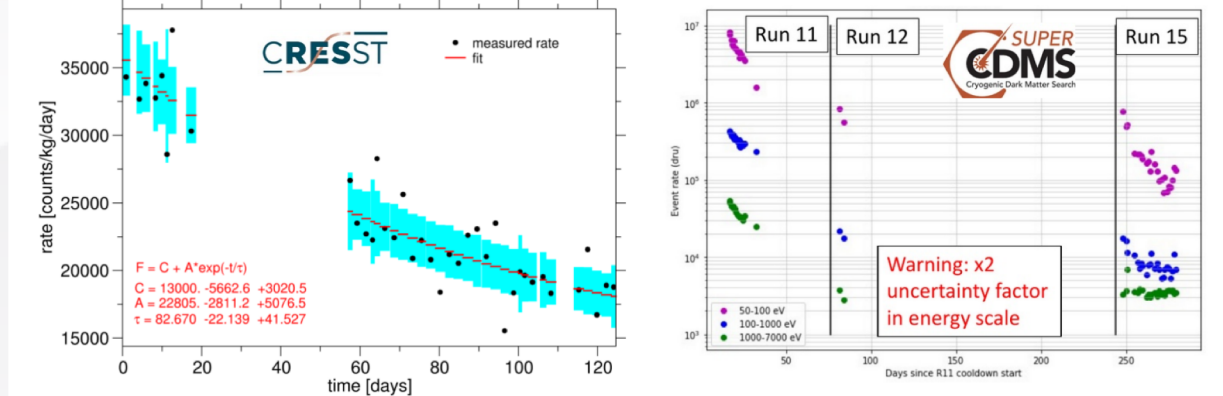 CRESST
measured rate
fit
35000
30000
25000
20000
15000
rate [counts/kg/day]
F = C + A*exp(-t/τ)
C = 13000. -5662.6 +3020.5
A = 22805. -2811.2 +5076.5
τ = 82.670 -22.139 +41.527
0 20 40 60 80 100 120
time [days]
Run 11
Run 12
Run 15
SUPER
CDMS
Cryogenic Dark Matter Search
10⁷
10⁶
10⁵
10⁴
10³
Event rate (dru)
Warning: x2
uncertainty factor
in energy scale
50-100 eV
100-1000 eV
1000-7000 eV
50 100 150 200 250
Days since R11 cooldown start